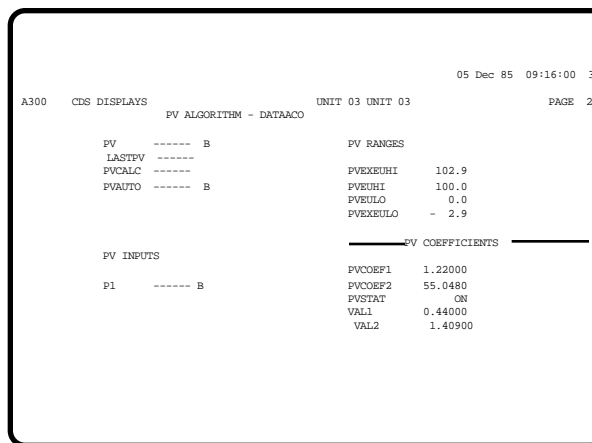 05 Dec 85 09:16:00 3
A300 CDS DISPLAYS UNIT 03 UNIT 03 PAGE 2
PV ALGORITHM - DATAACO
PV ------ B PV RANGES
LASTPV ------
PVCALC ------ PVEXEUHI 102.9
PVAUTO ------ B PVEUHI 100.0
PVEULO 0.0
PVEXEULO - 2.9
PV COEFFICIENTS
PV INPUTS
PVCOEF1 1.22000
P1 ------ B PVCOEF2 55.0480
PVSTAT ON
VAL1 0.44000
VAL2 1.40900